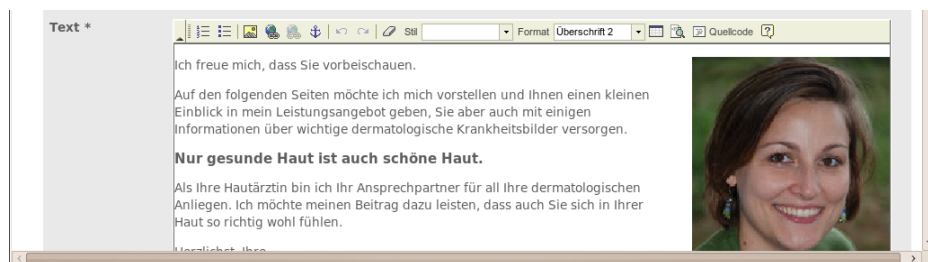 Text *
Stil
Format Überschrift 2
Quellcode
Ich freue mich, dass Sie vorbeischauen.
Auf den folgenden Seiten möchte ich mich vorstellen und Ihnen einen kleinen
Einblick in mein Leistungsangebot geben, Sie aber auch mit einigen
Informationen über wichtige dermatologische Krankheitsbilder versorgen.
Nur gesunde Haut ist auch schöne Haut.
Als Ihre Hautärztin bin ich Ihr Ansprechpartner für all Ihre dermatologischen
Anliegen. Ich möchte meinen Beitrag dazu leisten, dass auch Sie sich in Ihrer
Haut so richtig wohl fühlen.
Herzlichst, Ihre